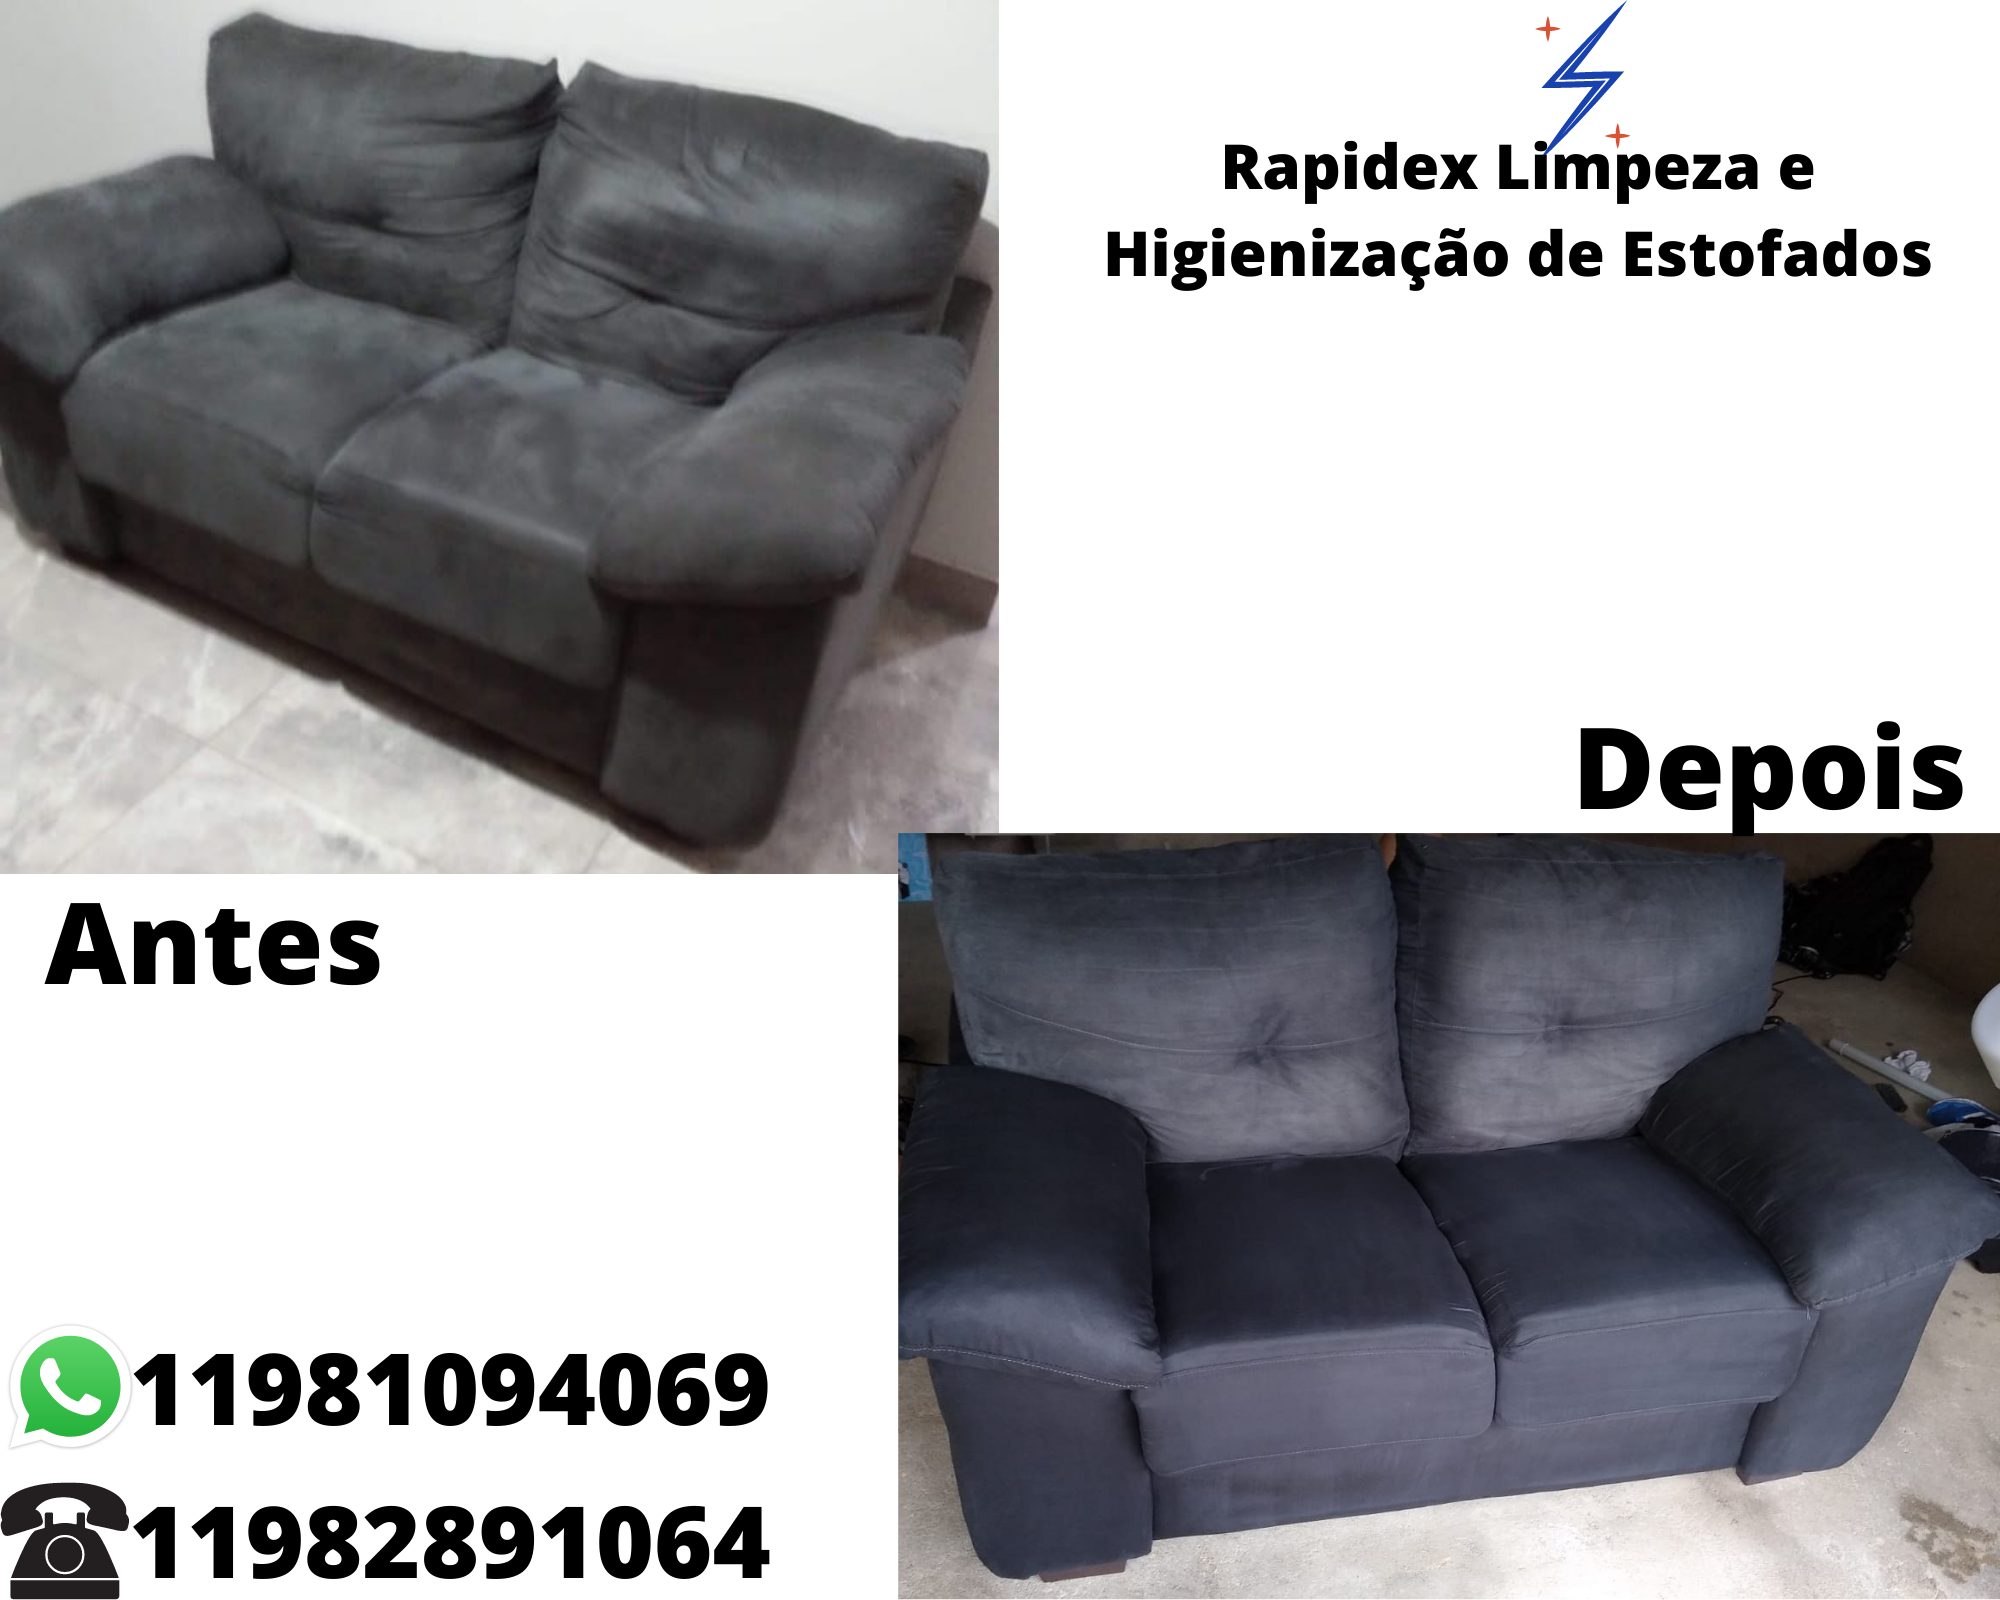 Rapidex Limpeza e
Higienização de Estofados
Depois
Antes
11981094069
11982891064